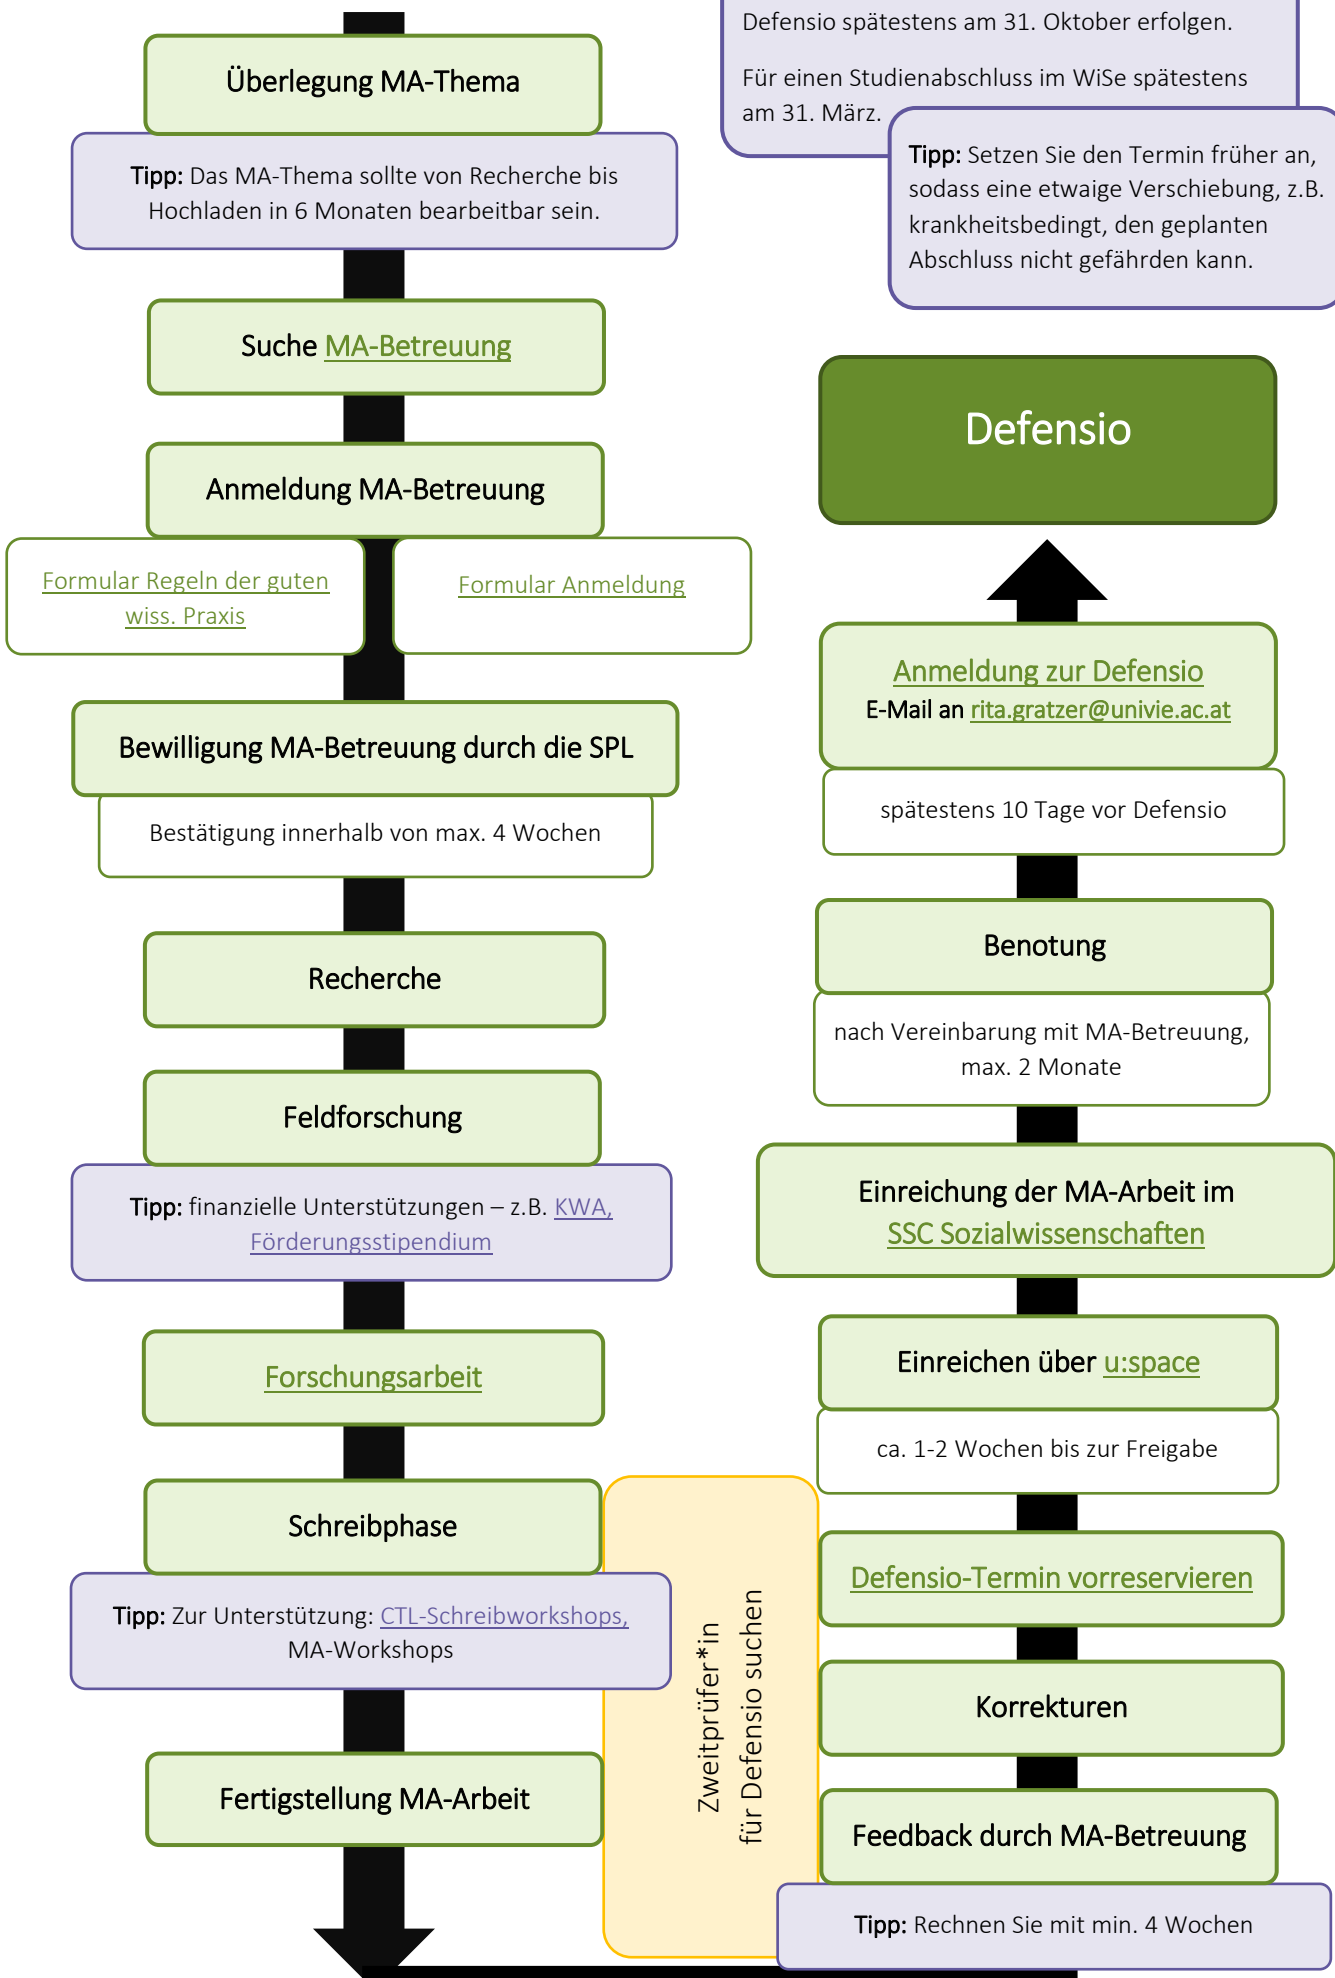 Überlegung MA-Thema
Tipp: Das MA-Thema sollte von Recherche bis
Hochladen in 6 Monaten bearbeitbar sein.
Suche MA-Betreuung
Anmeldung MA-Betreuung
Formular Regeln der guten
wiss. Praxis
Formular Anmeldung
Bewilligung MA-Betreuung durch die SPL
Bestätigung innerhalb von max. 4 Wochen
Recherche
Feldforschung
Tipp: finanzielle Unterstützungen – z.B. KWA,
Förderungsstipendium
Forschungsarbeit
Schreibphase
Tipp: Zur Unterstützung: CTL-Schreibworkshops,
MA-Workshops
Fertigstellung MA-Arbeit
Zweitprüfer*in
für Defensio suchen
Defensio spätestens am 31. Oktober erfolgen.
Für einen Studienabschluss im WiSe spätestens
am 31. März.
Tipp: Setzen Sie den Termin früher an,
sodass eine etwaige Verschiebung, z.B.
krankheitsbedingt, den geplanten
Abschluss nicht gefährden kann.
Defensio
Anmeldung zur Defensio
E-Mail an rita.gratzer@univie.ac.at
spätestens 10 Tage vor Defensio
Benotung
nach Vereinbarung mit MA-Betreuung,
max. 2 Monate
Einreichung der MA-Arbeit im
SSC Sozialwissenschaften
Einreichen über u:space
ca. 1-2 Wochen bis zur Freigabe
Defensio-Termin vorreservieren
Korrekturen
Feedback durch MA-Betreuung
Tipp: Rechnen Sie mit min. 4 Wochen